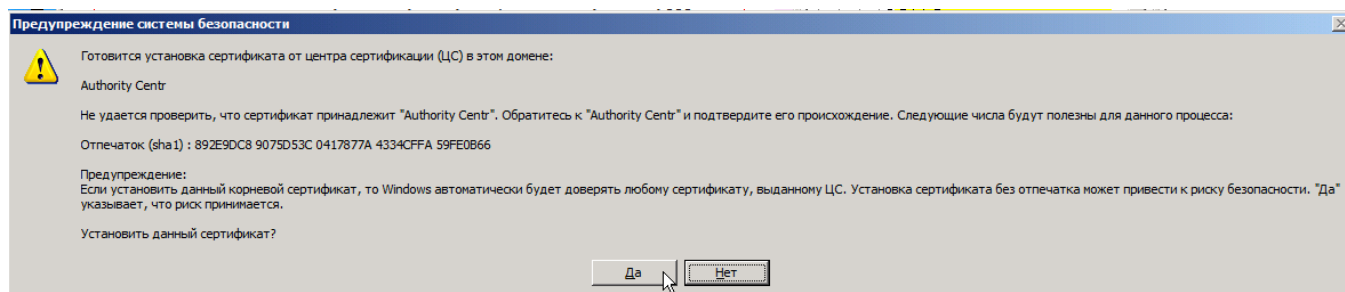 Предупреждение системы безопасности
Готовится установка сертификата от центра сертификации (ЦС) в этом домене:
Authority Centr
Не удается проверить, что сертификат принадлежит "Authority Centr". Обратитесь к "Authority Centr" и подтвердите его происхождение. Следующие числа будут полезны для данного процесса:
Отпечаток (sha1) : 892E9DC8 9075D53C 0417877A 4334CFFA 59FE0B66
Предупреждение:
Если установить данный корневой сертификат, то Windows автоматически будет доверять любому сертификату, выданному ЦС. Установка сертификата без отпечатка может привести к риску безопасности. "Да"
указывает, что риск принимается.
Установить данный сертификат?
Да Нет